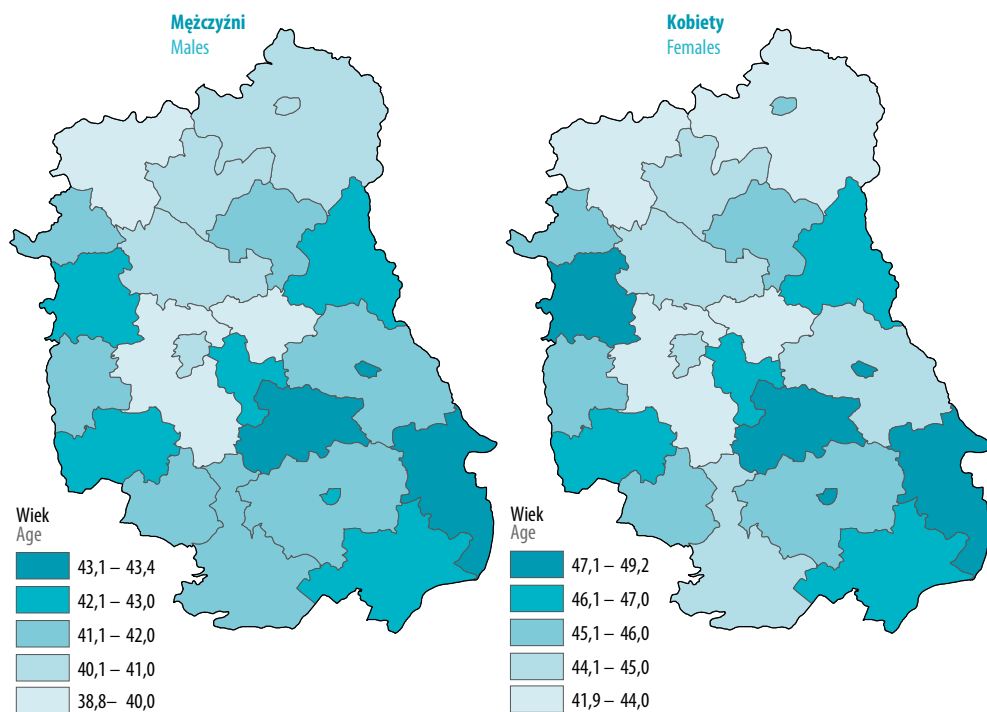 Mężczyźni
Males
Wiek
Age
43,1 – 43,4
42,1 – 43,0
41,1 – 42,0
40,1 – 41,0
38,8– 40,0
Kobiety
Females
Wiek
Age
47,1 – 49,2
46,1 – 47,0
45,1 – 46,0
44,1 – 45,0
41,9 – 44,0